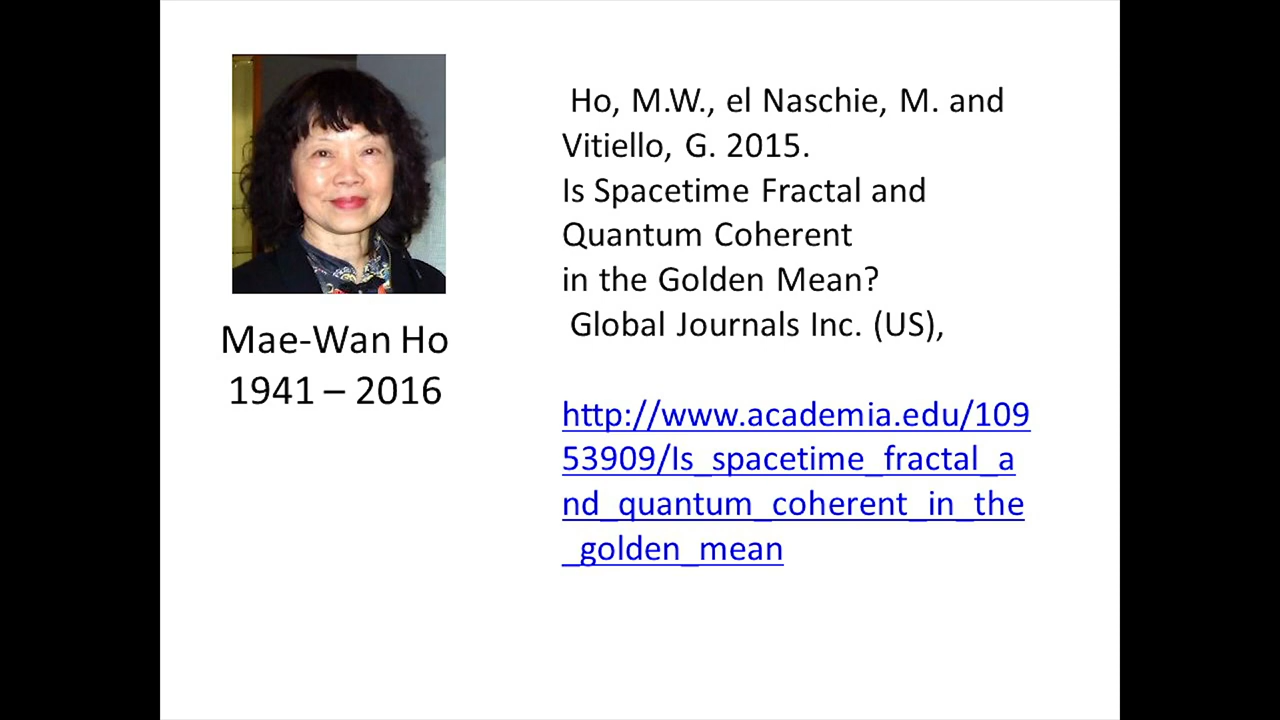 Mae-Wan Ho
1941 – 2016
Ho, M.W., el Naschie, M. and
Vitiello, G. 2015.
Is Spacetime Fractal and
Quantum Coherent
in the Golden Mean?
Global Journals Inc. (US),
http://www.academia.edu/109
53909/Is_spacetime_fractal_a
nd_quantum_coherent_in_the
_golden_mean